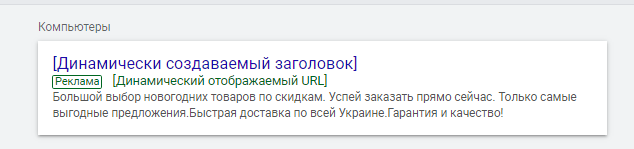 Компьютеры
[Динамически создаваемый заголовок]
Реклама [Динамический отображаемый URL]
Большой выбор новогодних товаров по скидкам. Успей заказать прямо сейчас. Только самые
выгодные предложения.Быстрая доставка по всей Украине.Гарантия и качество!